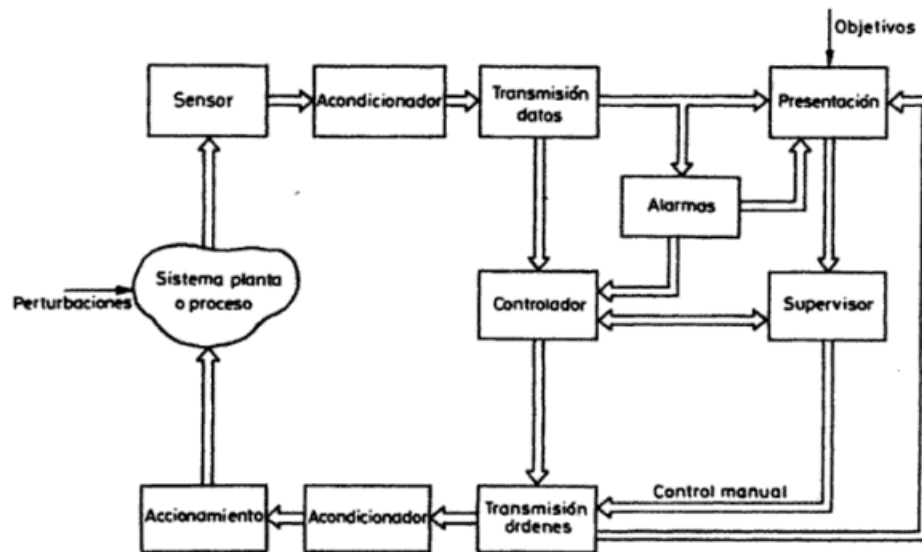 Objetivos
Sensor
Acondicionador
Transmisión
datos
Presentación
Alarmas
Sistema planta
o proceso
Perturbaciones
Controlador
Supervisor
Control manual
Accionamiento
Acondicionador
Transmisión
órdenes